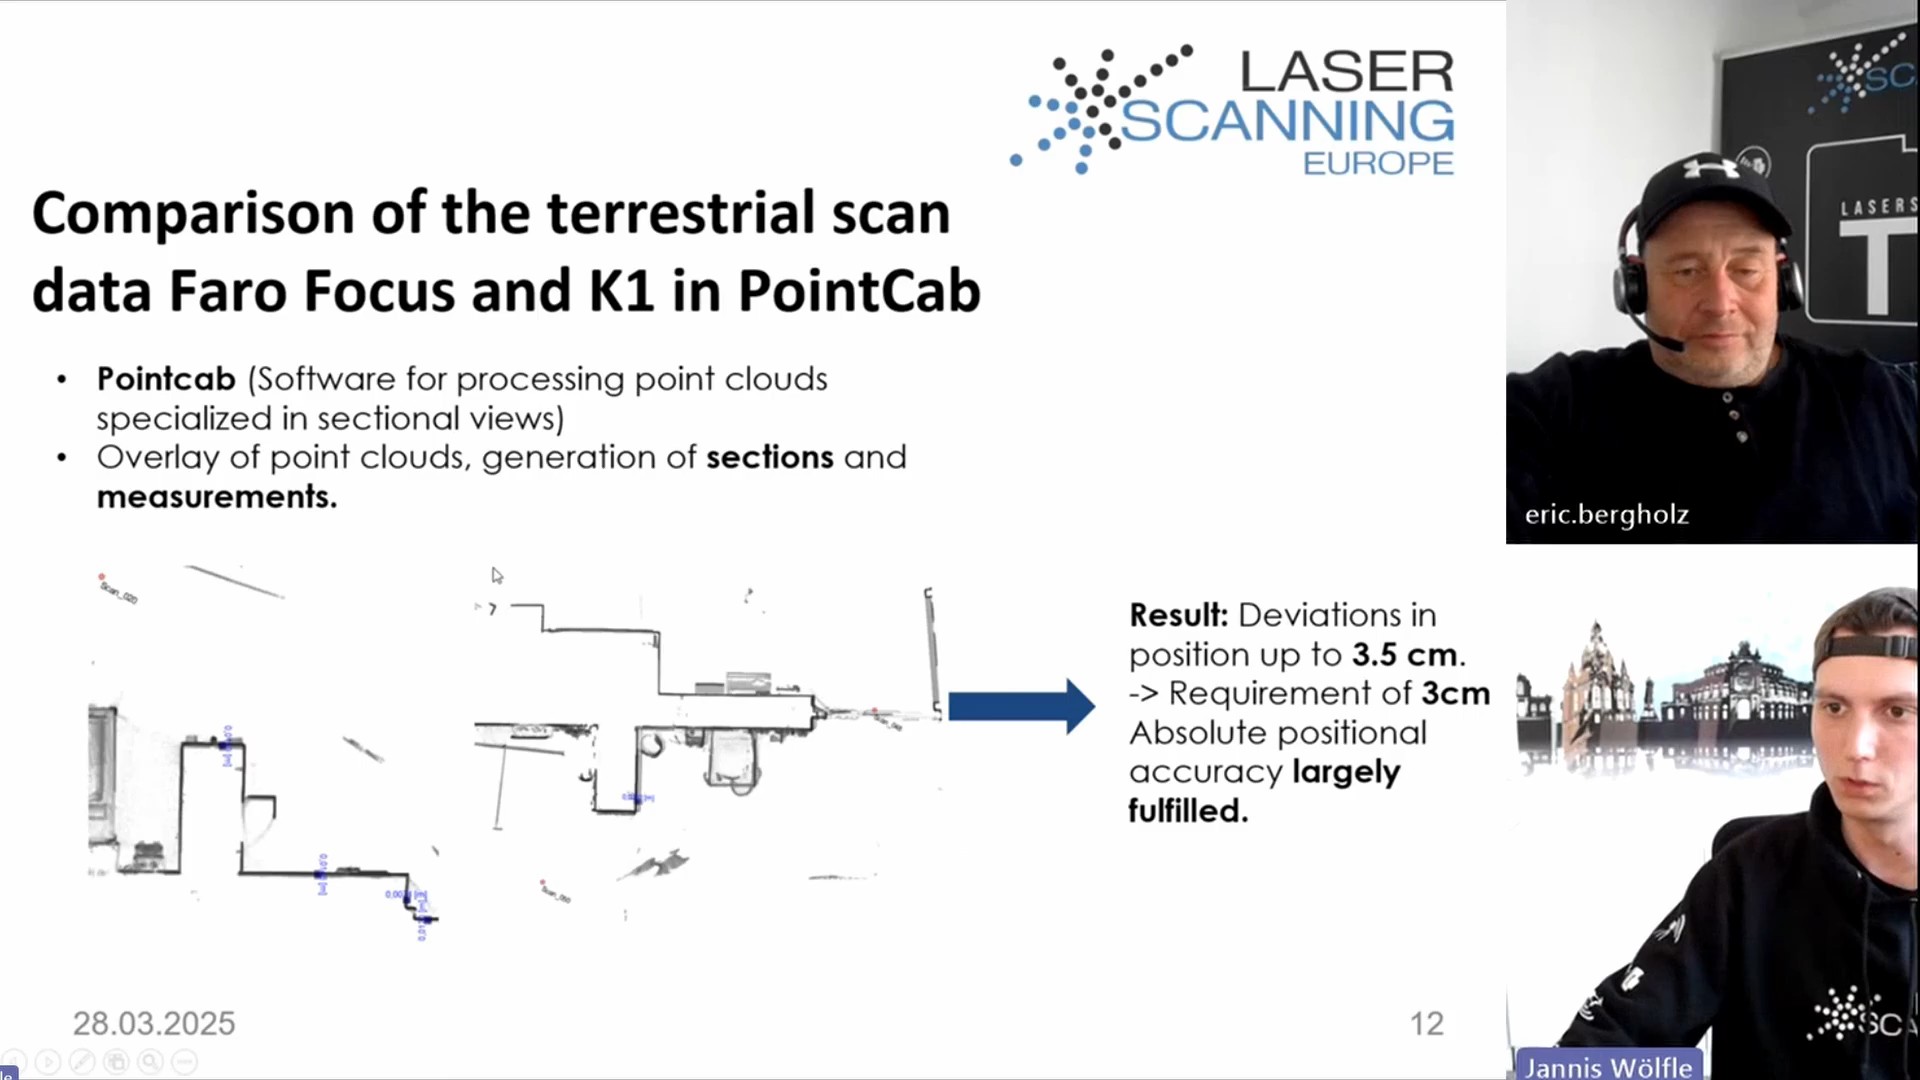 LASER
SCANNING
EUROPE
Comparison of the terrestrial scan
data Faro Focus and K1 in PointCab
• Pointcab (Software for processing point clouds
specialized in sectional views)
• Overlay of point clouds, generation of sections and
measurements.
Result: Deviations in
position up to 3.5 cm.
-> Requirement of 3cm
Absolute positional
accuracy largely
fulfilled.
28.03.2025
12
SC
LASERS
T
eric.bergholz
SCA
Jannis Wölfle